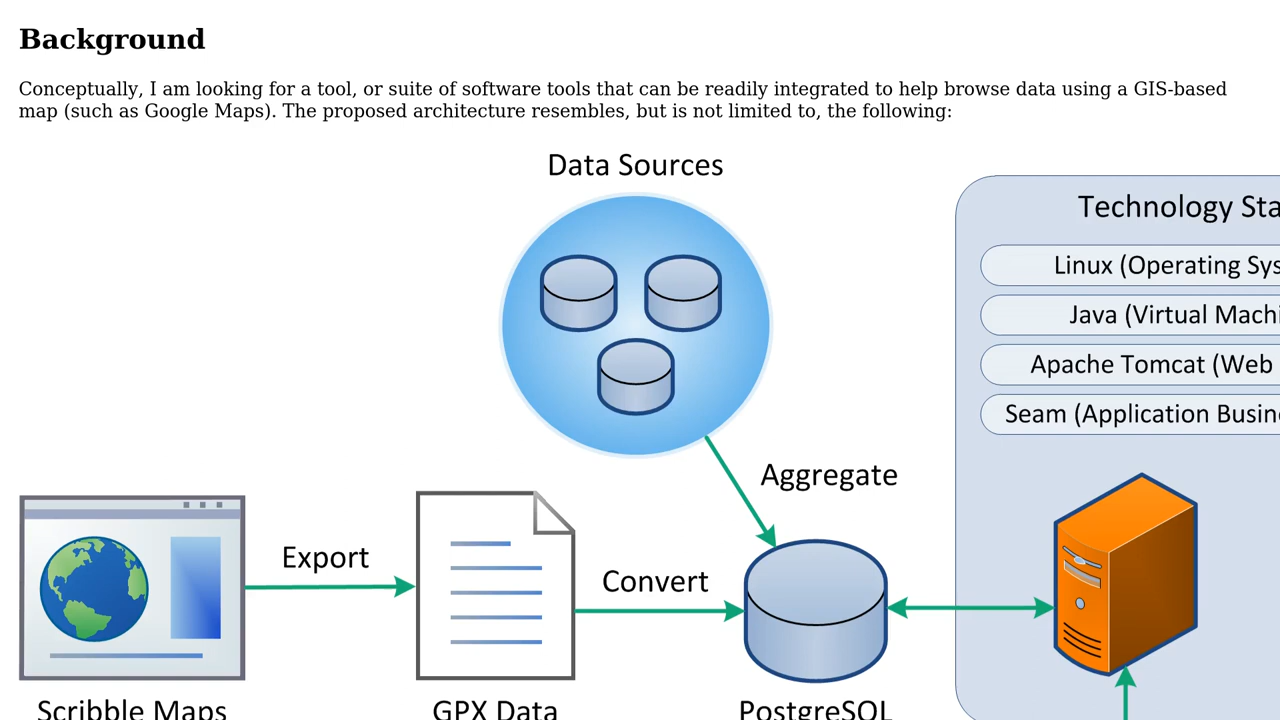 Background
Conceptually, I am looking for a tool, or suite of software tools that can be readily integrated to help browse data using a GIS-based
map (such as Google Maps). The proposed architecture resembles, but is not limited to, the following:
Data Sources
Technology Sta
Linux (Operating Sys
Java (Virtual Machi
Apache Tomcat (Web
Seam (Application Busine
Aggregate
Export
Convert
Scribble Maps
GPX Data
PostgreSQL